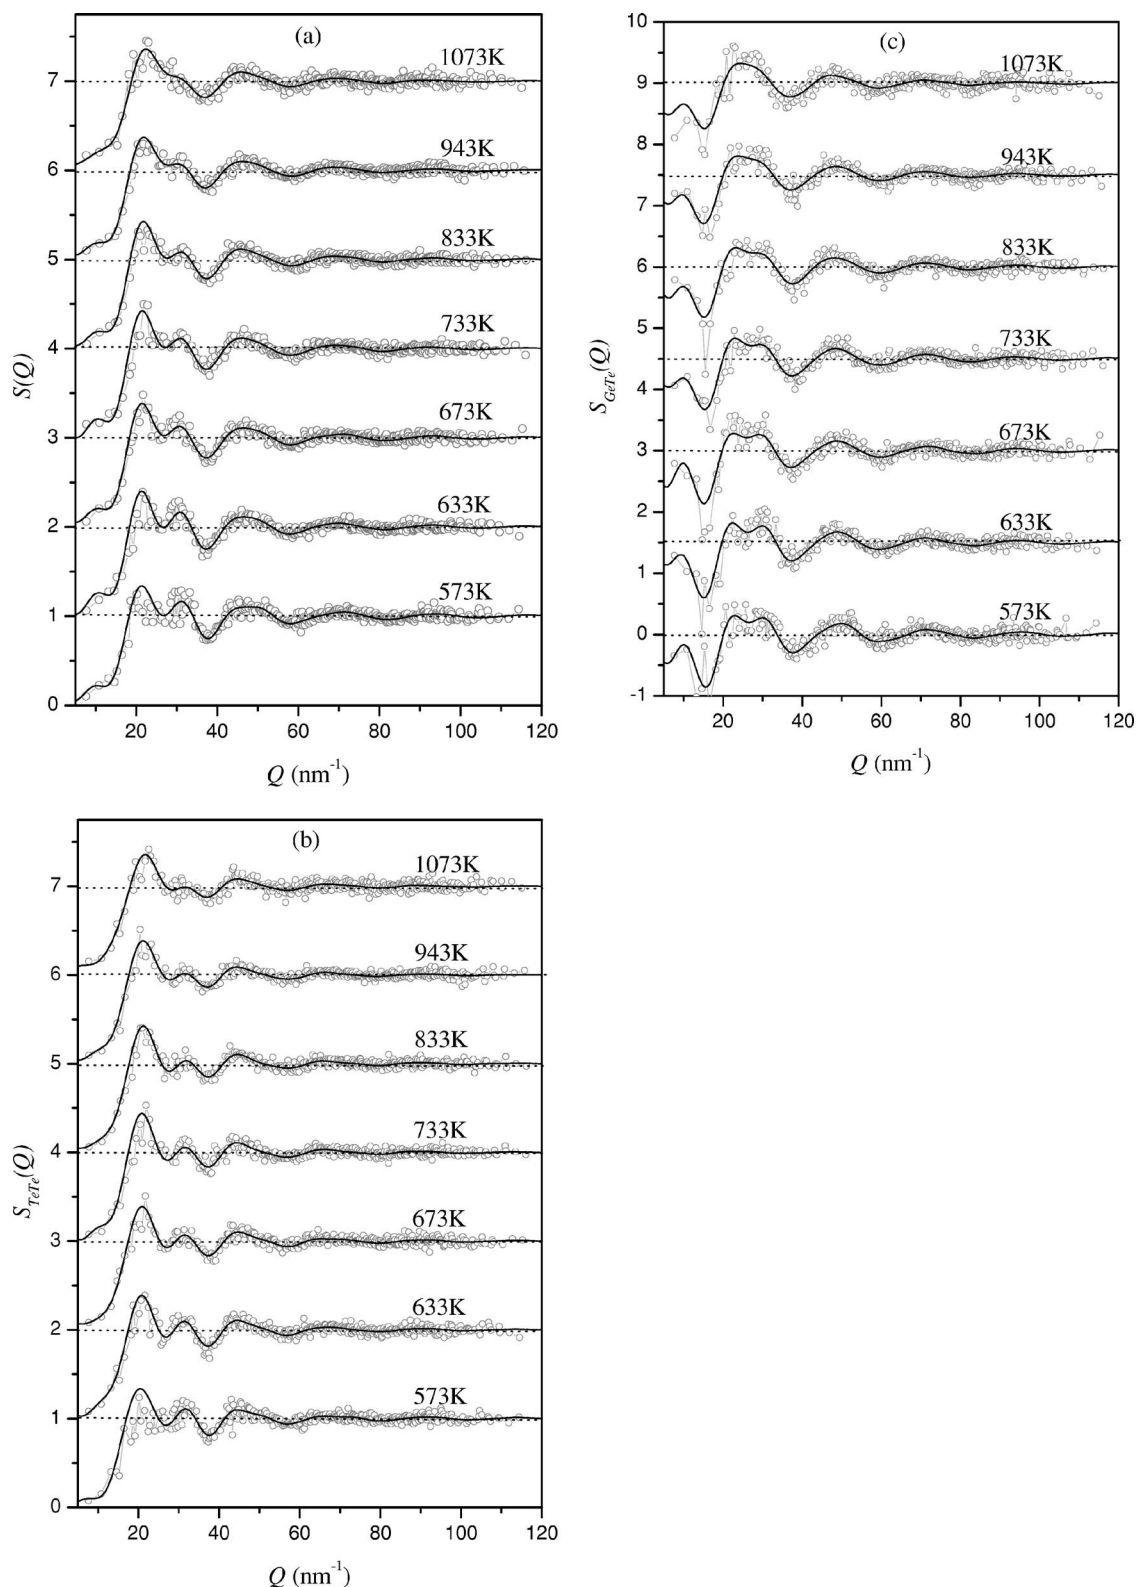 (a)
1073K
943K
833K
733K
673K
633K
573K
7
6
5
4
3
2
1
0
S(Q)
20 40 60 80 100 120
Q (nm⁻¹)
(c)
1073K
943K
833K
733K
673K
633K
573K
10
9
8
7
6
5
4
3
2
1
0
-1
S_GeTe(Q)
20 40 60 80 100 120
Q (nm⁻¹)
(b)
1073K
943K
833K
733K
673K
633K
573K
7
6
5
4
3
2
1
0
S_TeTe(Q)
20 40 60 80 100 120
Q (nm⁻¹)